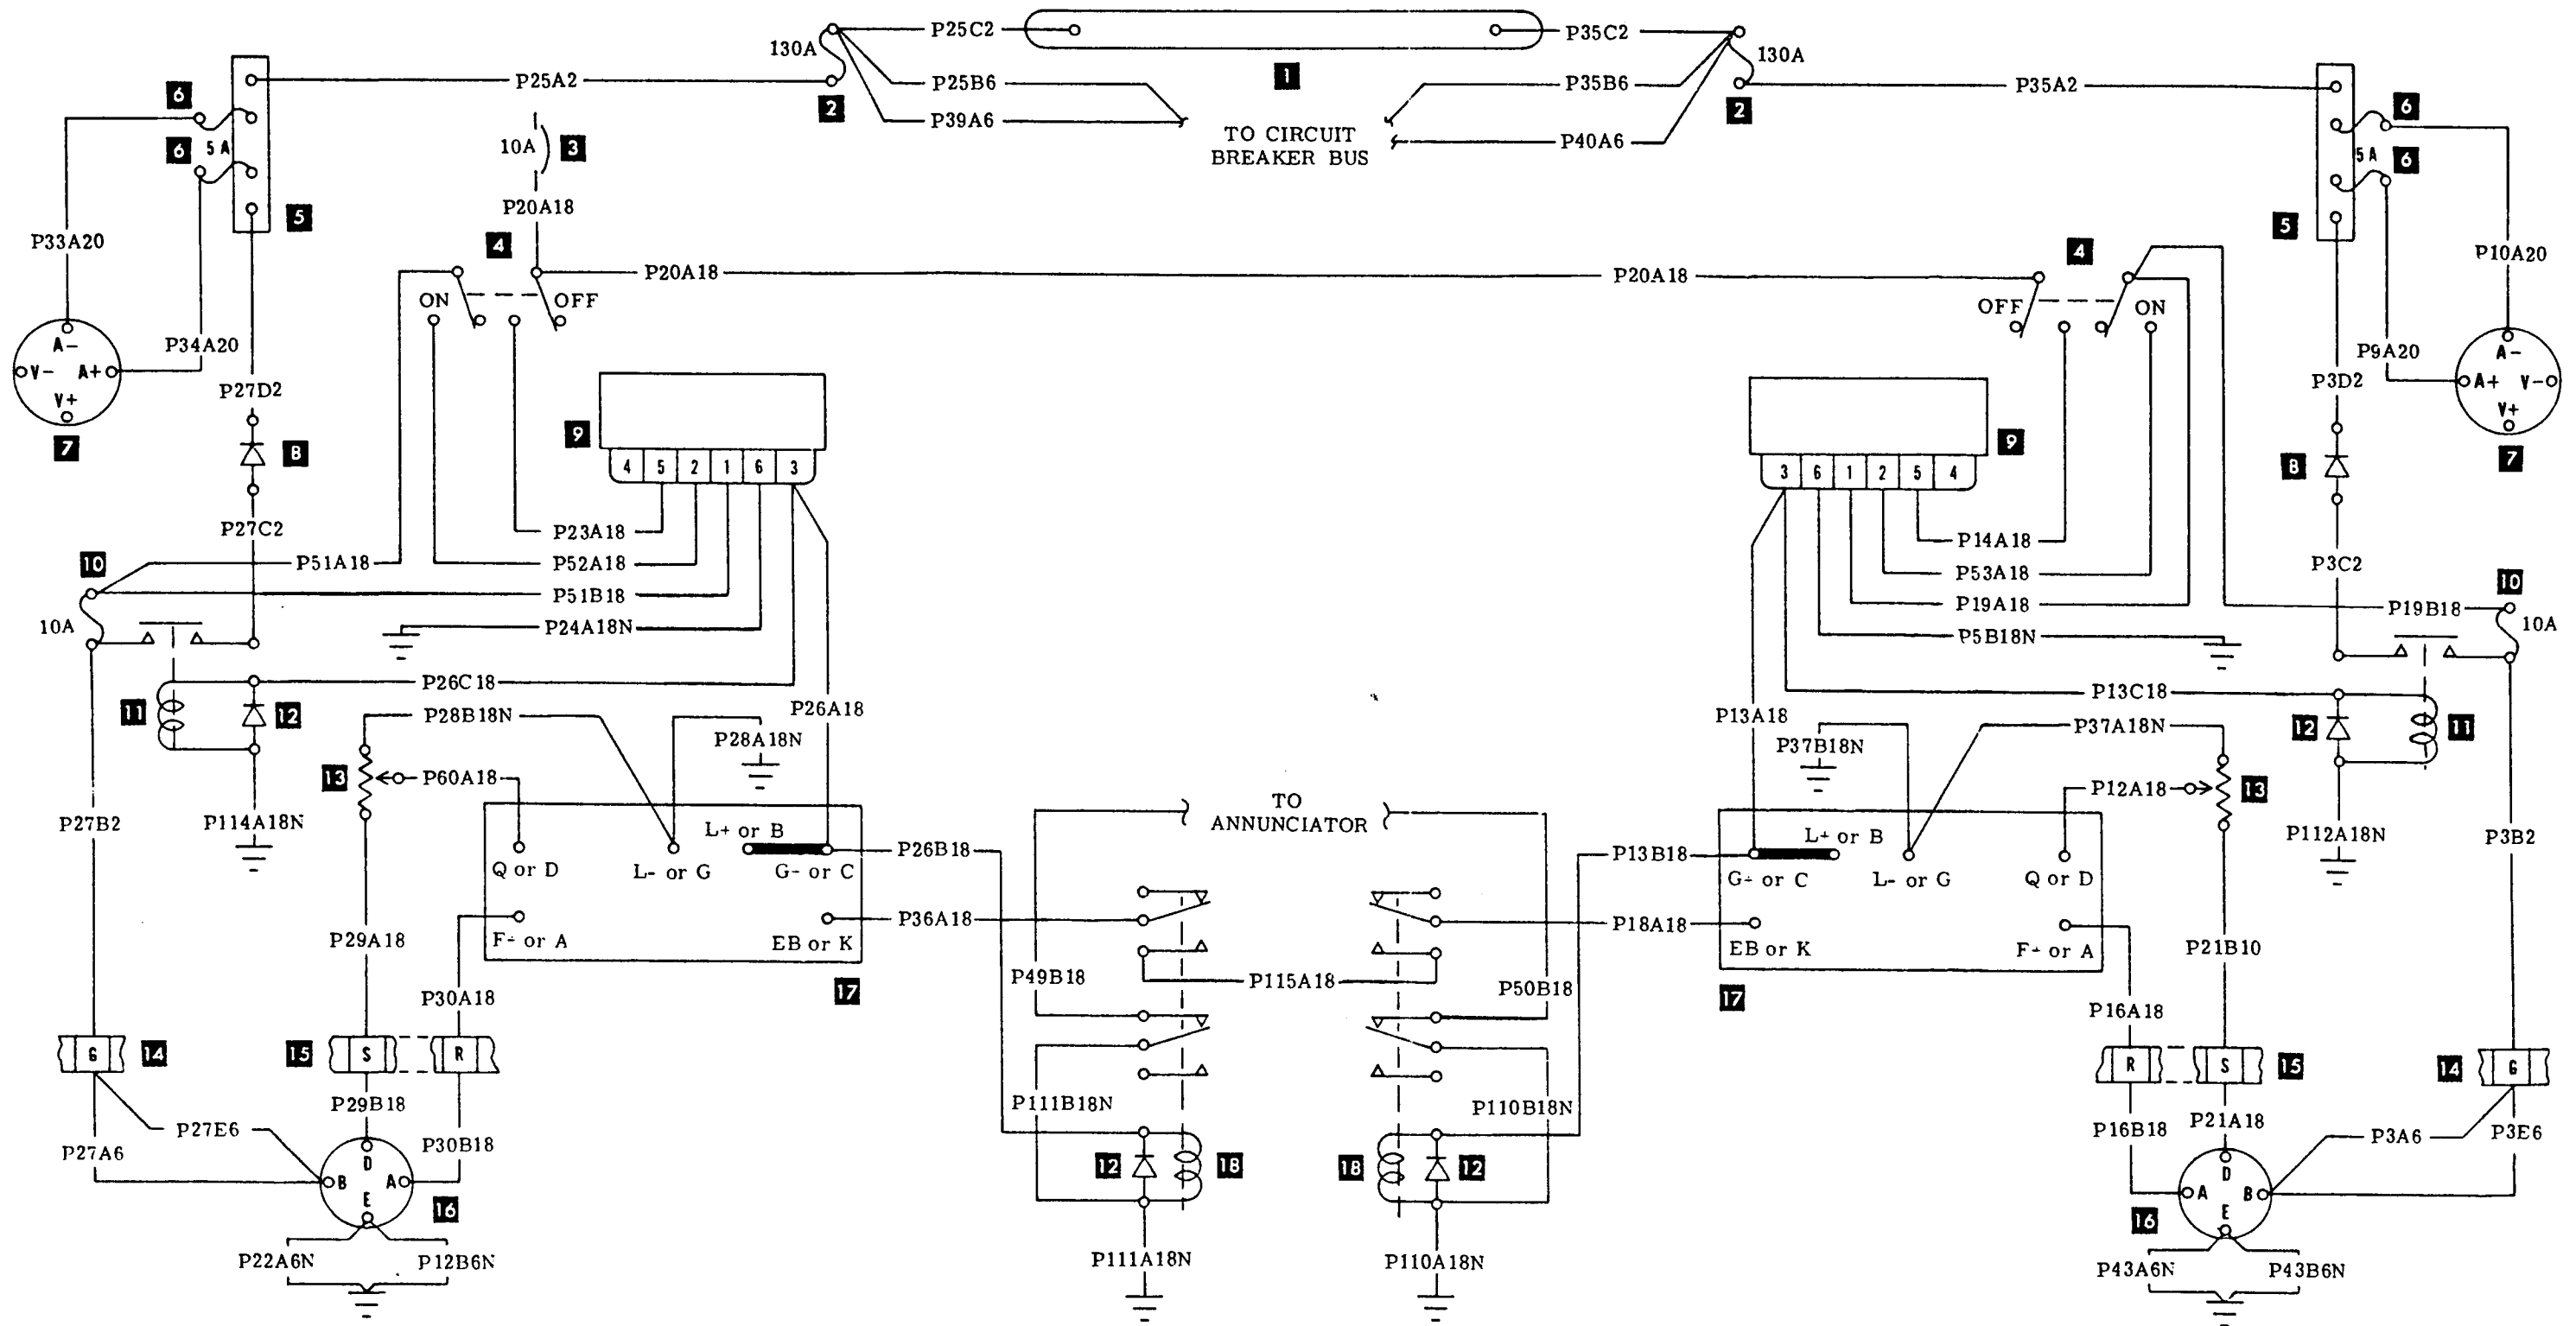 P25C2
P35C2
130A
130A
1
P25A2
P25B6
P35B6
P35A2
6
2
2
6
P39A6
TO CIRCUIT
BREAKER BUS
P40A6
10A
3
6
5 A
5 A
6
P20A18
5
5
4
4
P33A20
P10A20
P20A18
P20A18
ON
OFF
OFF
ON
A-
V-
A+
V+
P34A20
P9A20
A-
A+
V-
V+
7
7
P27D2
P3D2
8
8
9
9
4 5 2 1 6 3
3 6 1 2 5 4
P27C2
P3C2
P23A18
P14A18
10
P51A18
P52A18
P53A18
10
P51B18
P19A18
P19B18
10A
P24A18N
P5B18N
10A
P26C18
P13C18
11
12
P28B18N
P26A18
P13A18
P37A18N
12
11
P28A18N
P37B18N
13
P60A18
P12A18
13
P27B2
P114A18N
TO
ANNUNCIATOR
P112A18N
P3B2
L+ or B
L+ or B
Q or D
L- or G
G- or C
P26B18
P13B18
G+ or C
L- or G
Q or D
F+ or A
EB or K
P36A18
P18A18
EB or K
F+ or A
P29A18
P21B10
P30A18
P49B18
P115A18
P50B18
P16A18
17
17
G
14
15
S
R
R
S
15
14
G
P29B18
P111B18N
P110B18N
P27E6
P27A6
P30B18
P16B18
P21A18
P3A6
P3E6
12
18
18
12
D
B
A
E
D
A
B
E
16
16
P22A6N
P12B6N
P111A18N
P110A18N
P43A6N
P43B6N